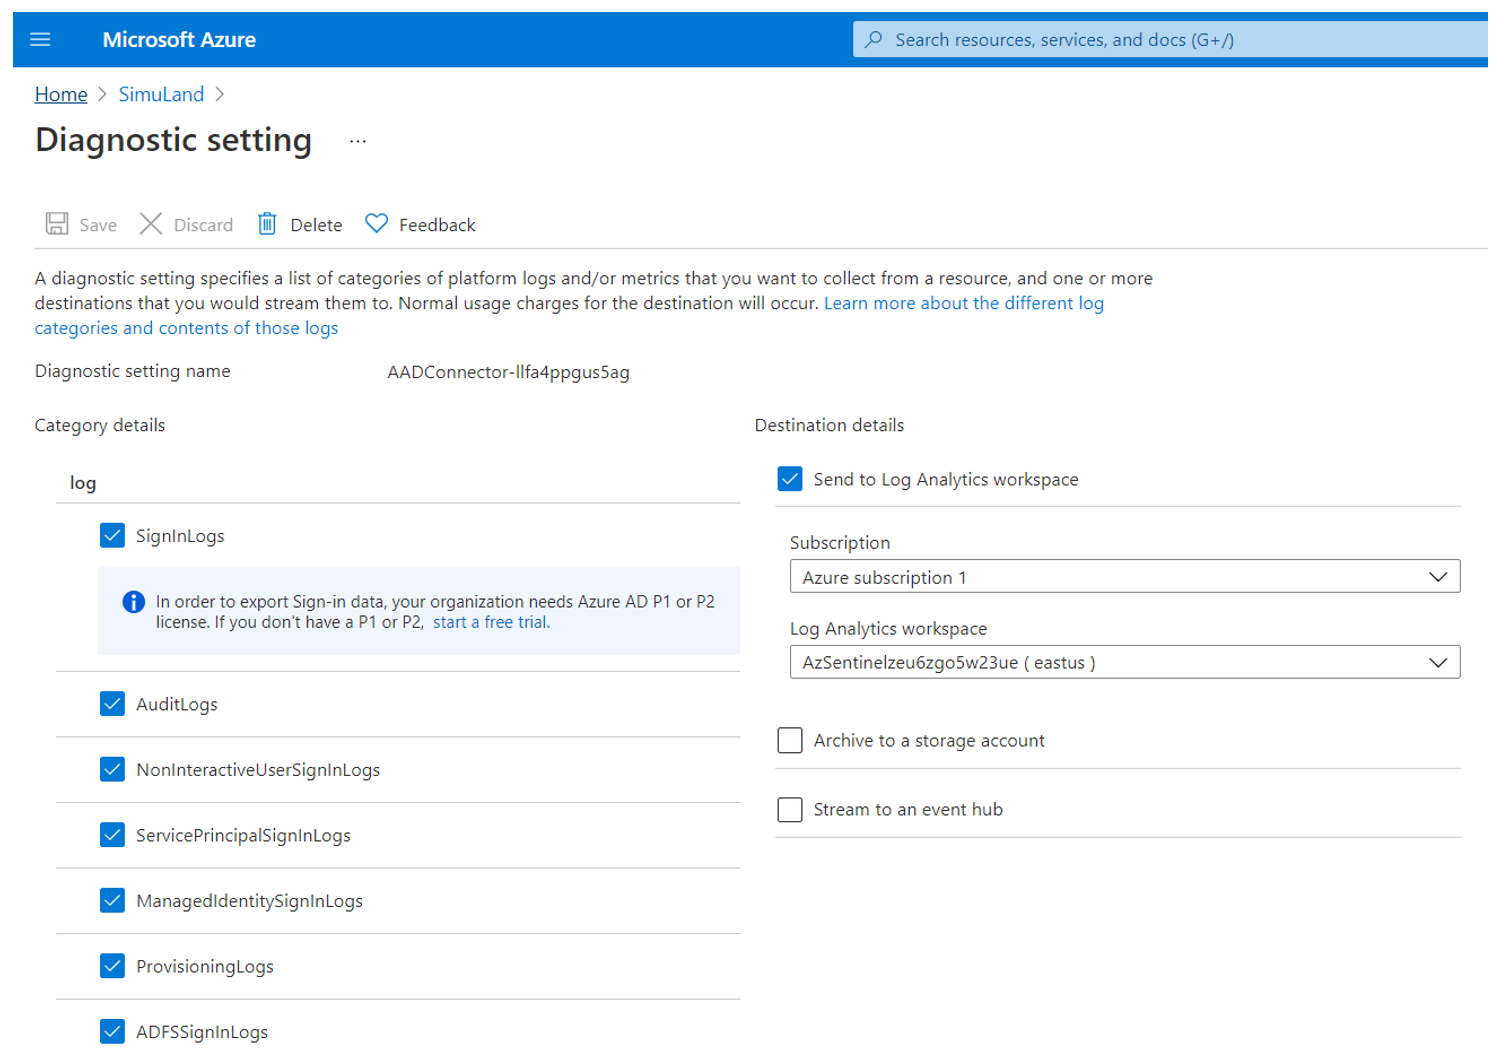 Microsoft Azure
Search resources, services, and docs (G+/)
Home > SimuLand >
Diagnostic setting ...
Save Discard Delete Feedback
A diagnostic setting specifies a list of categories of platform logs and/or metrics that you want to collect from a resource, and one or more
destinations that you would stream them to. Normal usage charges for the destination will occur. Learn more about the different log
categories and contents of those logs
Diagnostic setting name AADConnector-llfa4ppgus5ag
Category details
log
SignInLogs
In order to export Sign-in data, your organization needs Azure AD P1 or P2
license. If you don't have a P1 or P2, start a free trial.
AuditLogs
NonInteractiveUserSignInLogs
ServicePrincipalSignInLogs
ManagedIdentitySignInLogs
ProvisioningLogs
ADFSSignInLogs
Destination details
Send to Log Analytics workspace
Subscription
Azure subscription 1
Log Analytics workspace
AzSentinelzeu6zgo5w23ue ( eastus )
Archive to a storage account
Stream to an event hub